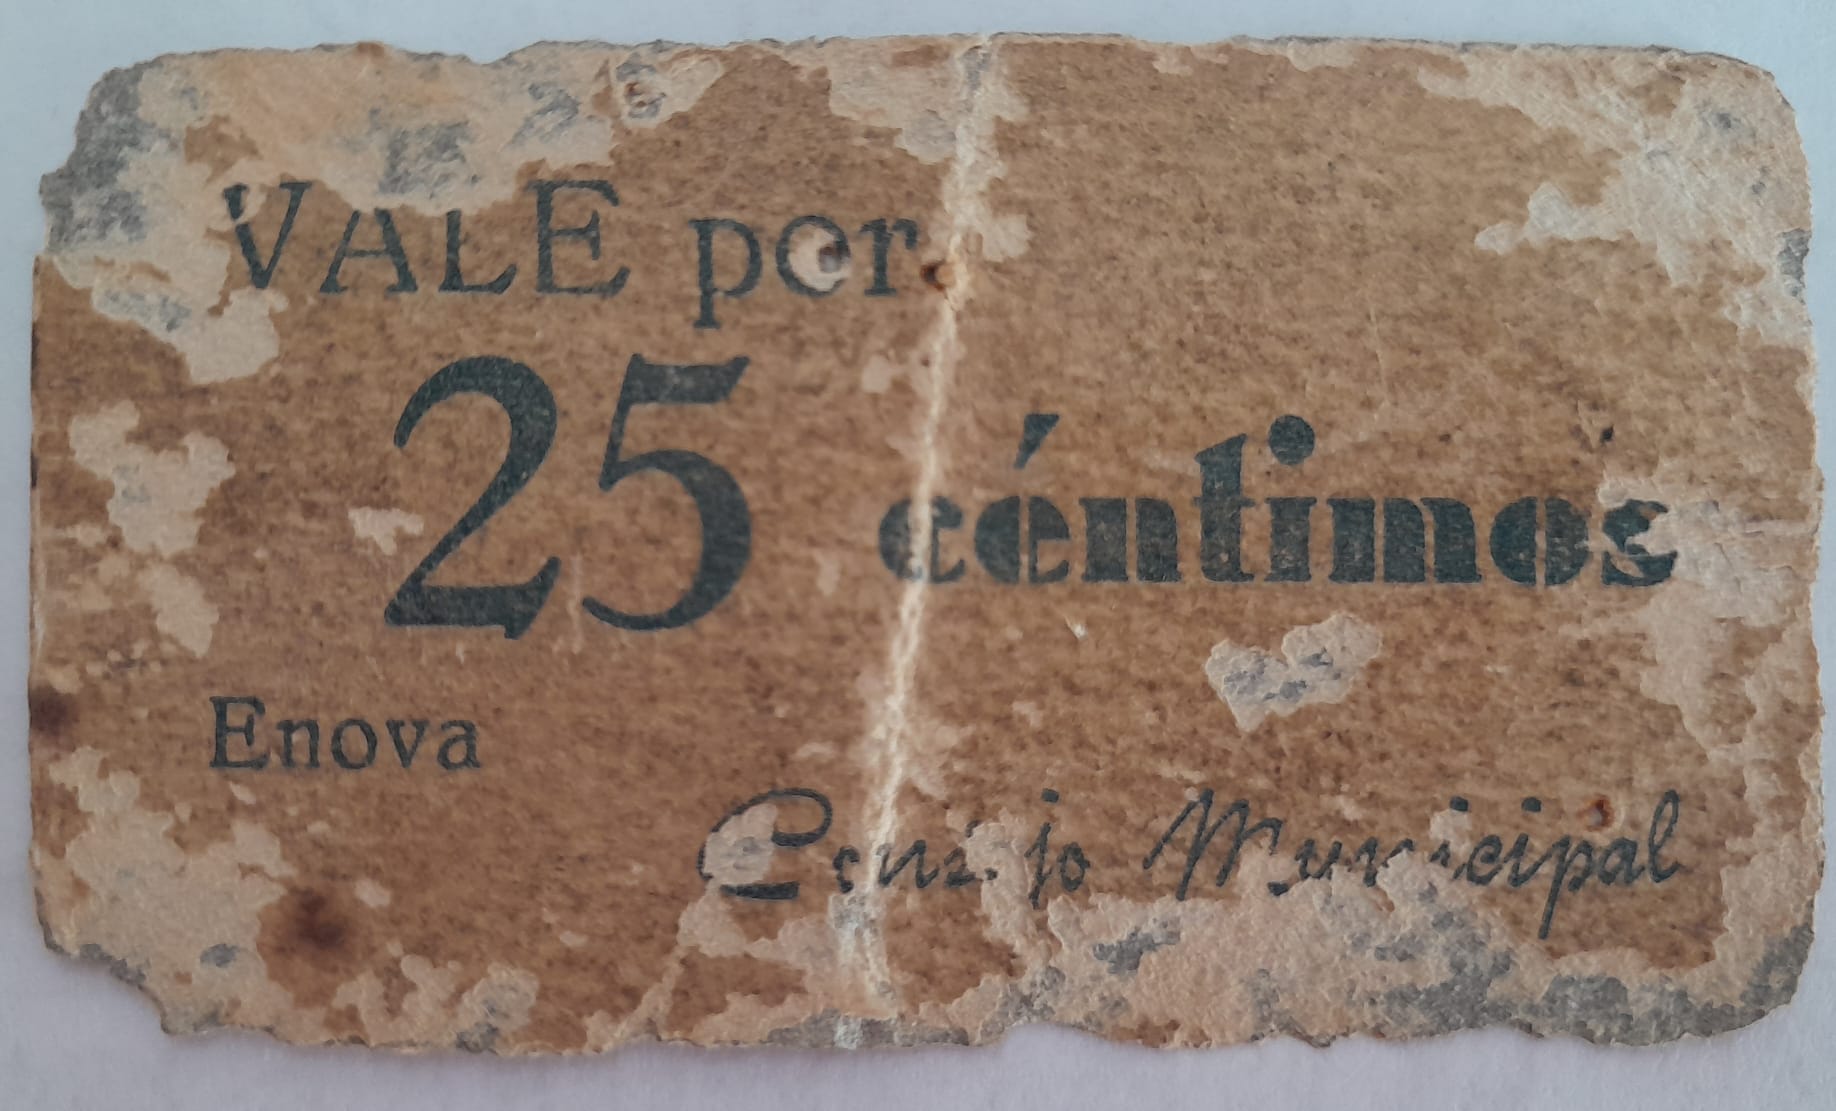 VALE por
25 céntimos
Enova
Consejo Municipal